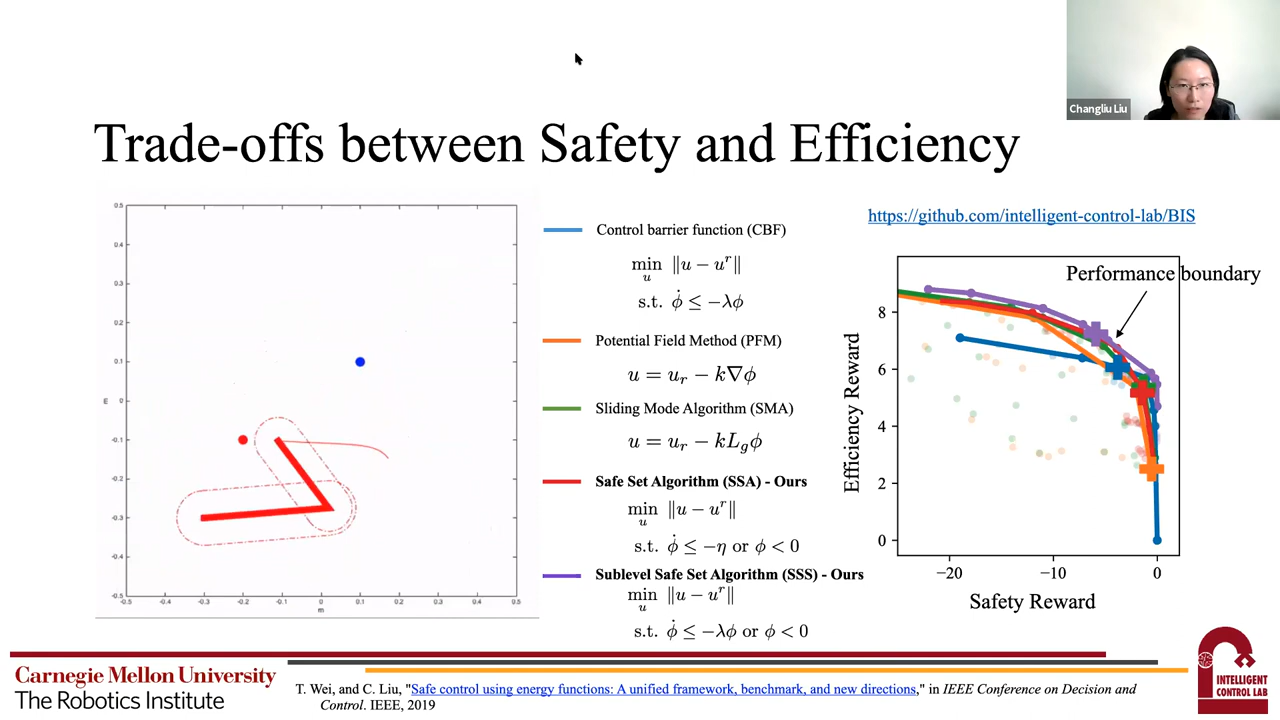 Changliu Liu
Trade-offs between Safety and Efficiency
0.5
0.4
0.3
0.2
0.1
0
-0.1
-0.2
-0.3
-0.4
-0.5
m
-0.5 -0.4 -0.3 -0.2 -0.1 0 0.1 0.2 0.3 0.4 0.5
m
Control barrier function (CBF)
min_u ‖u − u^r‖
s.t. ϕ̇ ≤ −λϕ
Potential Field Method (PFM)
u = u_r − k∇ϕ
Sliding Mode Algorithm (SMA)
u = u_r − kL_gϕ
Safe Set Algorithm (SSA) - Ours
min_u ‖u − u^r‖
s.t. ϕ̇ ≤ −η or ϕ < 0
Sublevel Safe Set Algorithm (SSS) - Ours
min_u ‖u − u^r‖
s.t. ϕ̇ ≤ −λϕ or ϕ < 0
https://github.com/intelligent-control-lab/BIS
Performance boundary
Efficiency Reward
8
6
4
2
0
−20 −10 0
Safety Reward
Carnegie Mellon University
The Robotics Institute
T. Wei, and C. Liu, "Safe control using energy functions: A unified framework, benchmark, and new directions," in IEEE Conference on Decision and
Control. IEEE, 2019
INTELLIGENT
CONTROL LAB